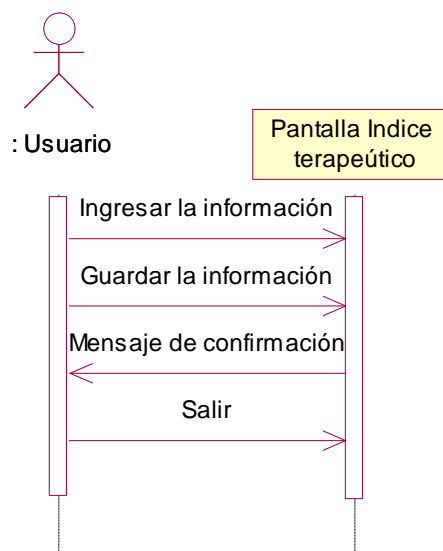 : Usuario
Pantalla Indice
terapeútico
Ingresar la información
Guardar la información
Mensaje de confirmación
Salir